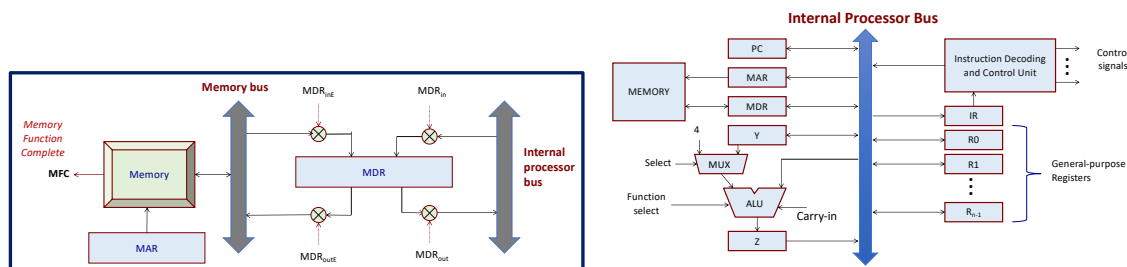 MDR_inE
MDR_in
Memory bus
Memory
Function
Complete
MFC
Memory
MDR
Internal
processor
bus
MAR
MDR_outE
MDR_out
Internal Processor Bus
PC
Instruction Decoding
and Control Unit
Control
signals
MEMORY
MAR
MDR
IR
4
Y
R0
Select
MUX
R1
General-purpose
Registers
Function
select
ALU
Carry-in
R_n-1
Z